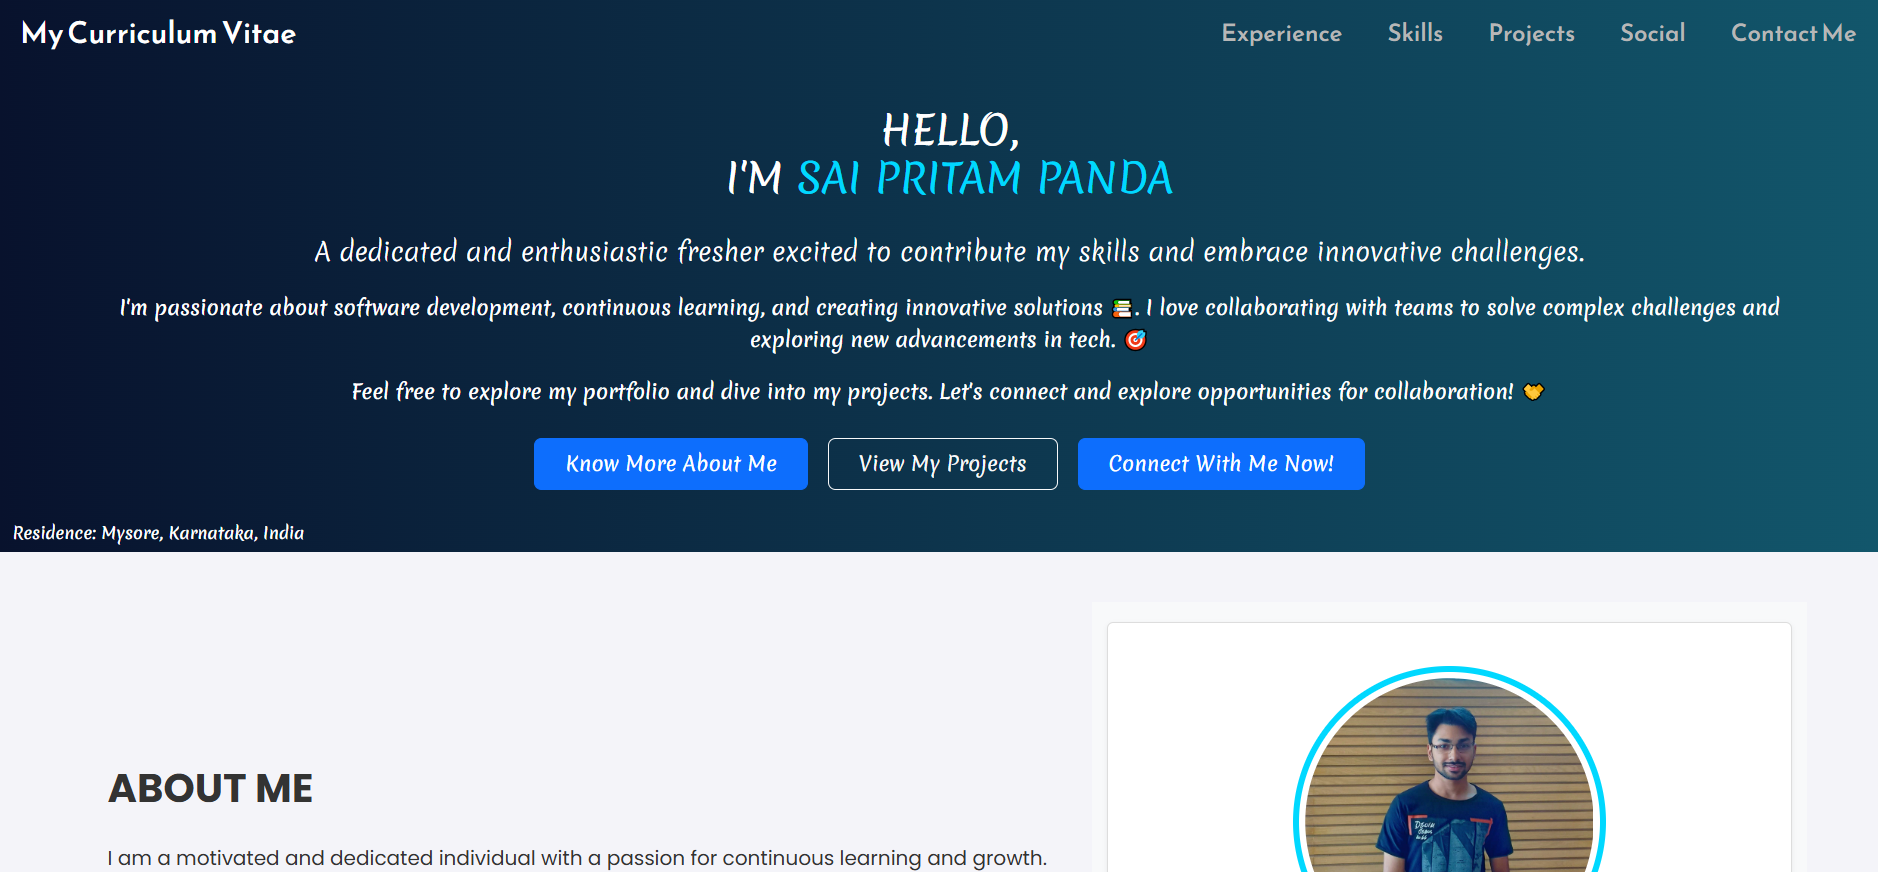 My Curriculum Vitae
Experience
Skills
Projects
Social
Contact Me
HELLO,
I'M SAI PRITAM PANDA
A dedicated and enthusiastic fresher excited to contribute my skills and embrace innovative challenges.
I'm passionate about software development, continuous learning, and creating innovative solutions 📚. I love collaborating with teams to solve complex challenges and
exploring new advancements in tech. 🎯
Feel free to explore my portfolio and dive into my projects. Let's connect and explore opportunities for collaboration! 🤝
Know More About Me
View My Projects
Connect With Me Now!
Residence: Mysore, Karnataka, India
ABOUT ME
I am a motivated and dedicated individual with a passion for continuous learning and growth.